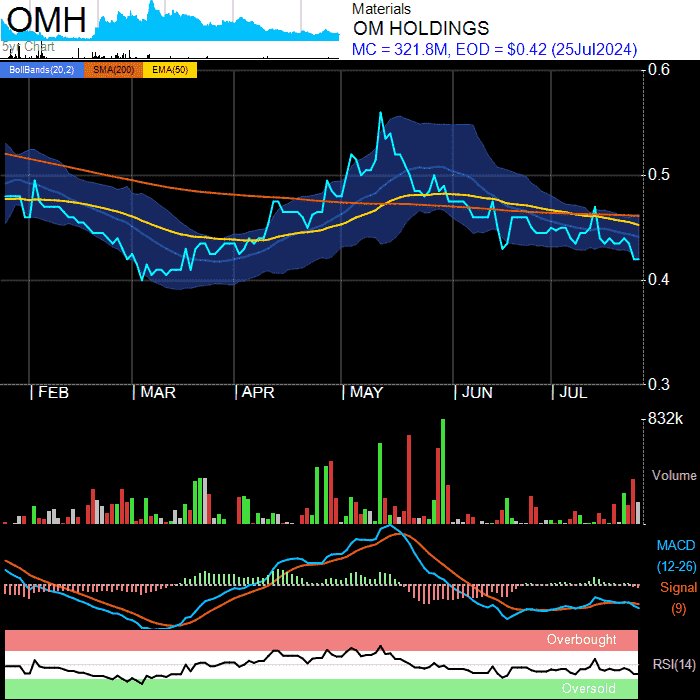 OMH
5yr Chart
Materials
OM HOLDINGS
MC = 321.8M, EOD = $0.42 (25Jul2024)
BollBands(20,2) SMA(200) EMA(50)
0.6
0.5
0.4
0.3
FEB MAR APR MAY JUN JUL
832k
Volume
MACD
(12-26)
Signal
(9)
Overbought
RSI(14)
Oversold